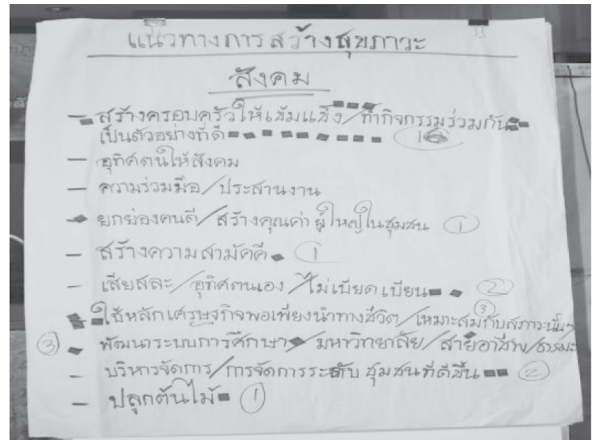 แนวทางการสร้างสุขภาวะ
สังคม
- สร้างครอบครัวให้เข้มแข็ง/ทำกิจกรรมร่วมกัน
เป็นตัวอย่างที่ดี
- อุทิศตนให้สังคม
- ความร่วมมือ/ประสานงาน
- ยกย่องคนดี/สร้างคุณค่า ผู้ใหญ่ในชุมชน 1
- สร้างความสามัคคี 1
- เสียสละ/อุทิศตนเอง/ไม่เบียดเบียน 2
- ใช้หลักเศรษฐกิจพอเพียงนำทางชีวิต/เหมาะสมกับสภาวะนั้นๆ 3
3 - พัฒนาระบบการศึกษา/มหาวิทยาลัย/สายอาชีพ/
- บริหารจัดการ/การจัดการระดับ ชุมชนที่ดีขึ้น 2
- ปลูกต้นไม้ 1